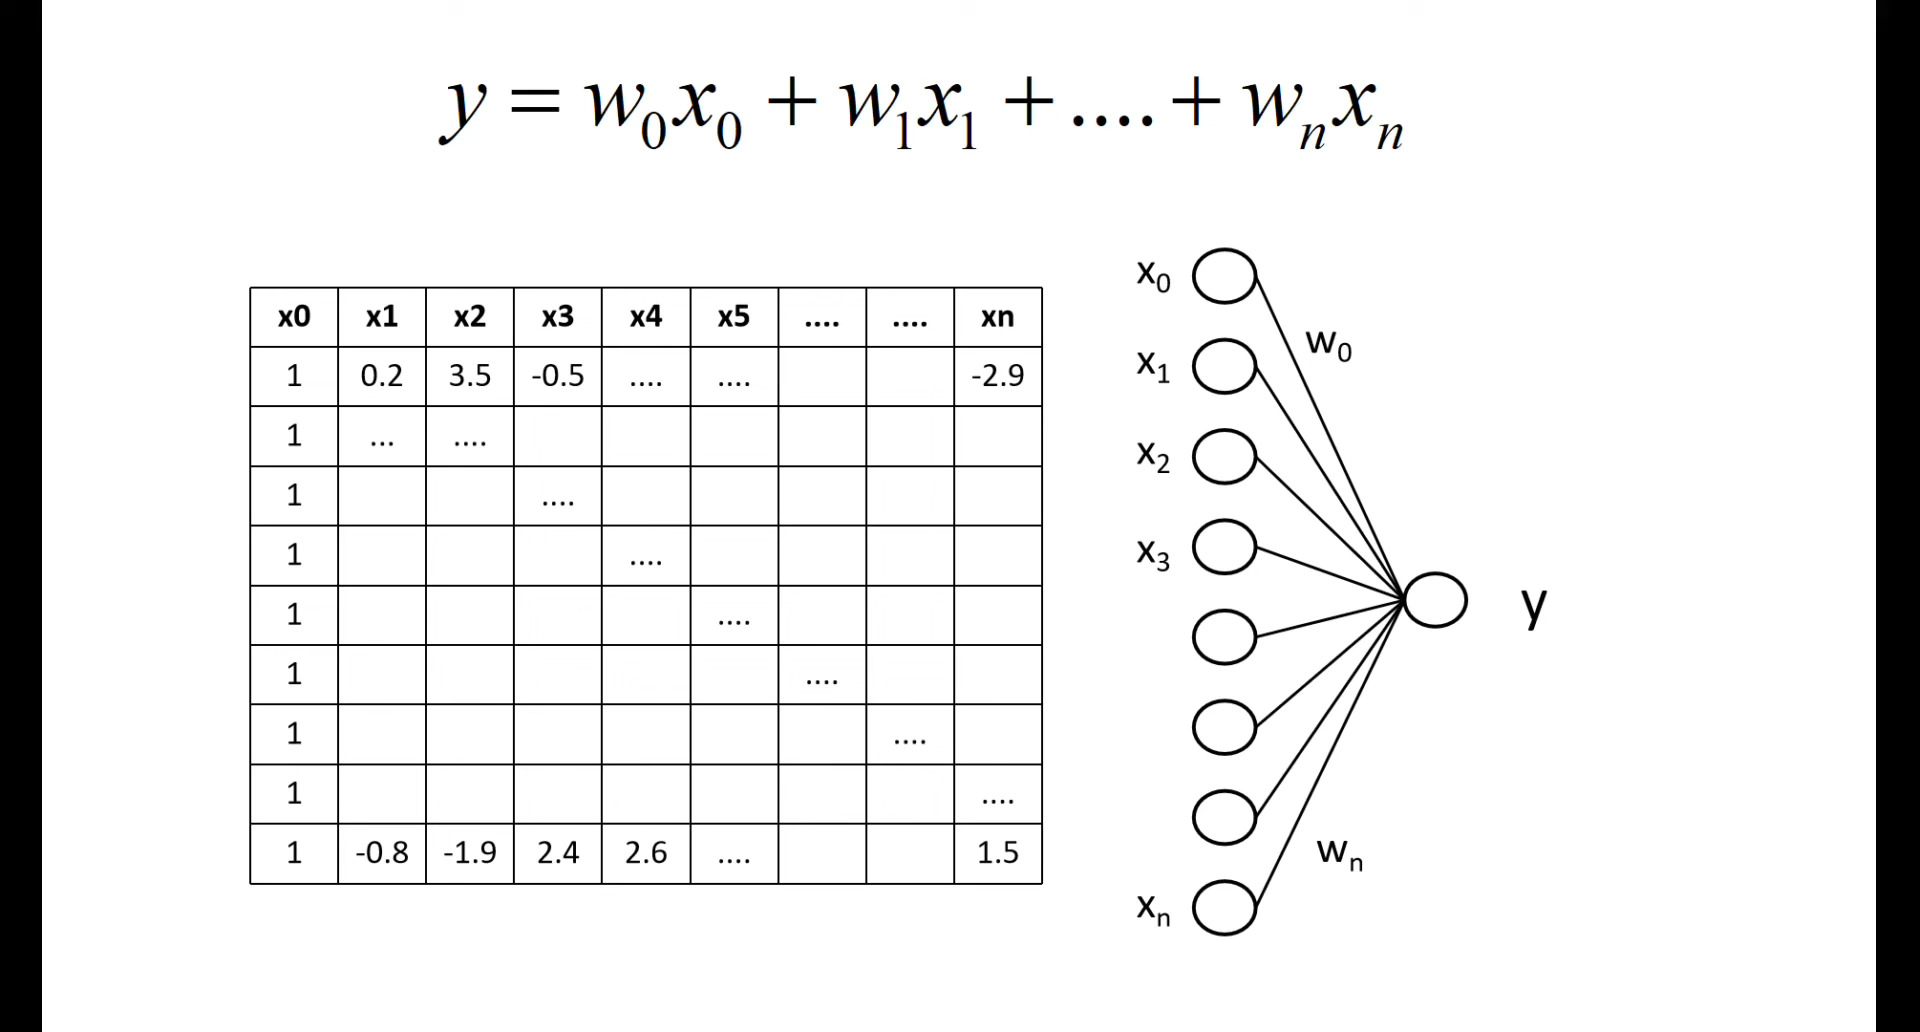 y = w₀x₀ + w₁x₁ + .... + wₙxₙ
x0 x1 x2 x3 x4 x5 .... .... xn
1 0.2 3.5 -0.5 .... .... -2.9
1 ... ....
1 ....
1 ....
1 ....
1 ....
1 ....
1 ....
1 -0.8 -1.9 2.4 2.6 .... 1.5
x₀
w₀
x₁
x₂
x₃
y
wₙ
xₙ